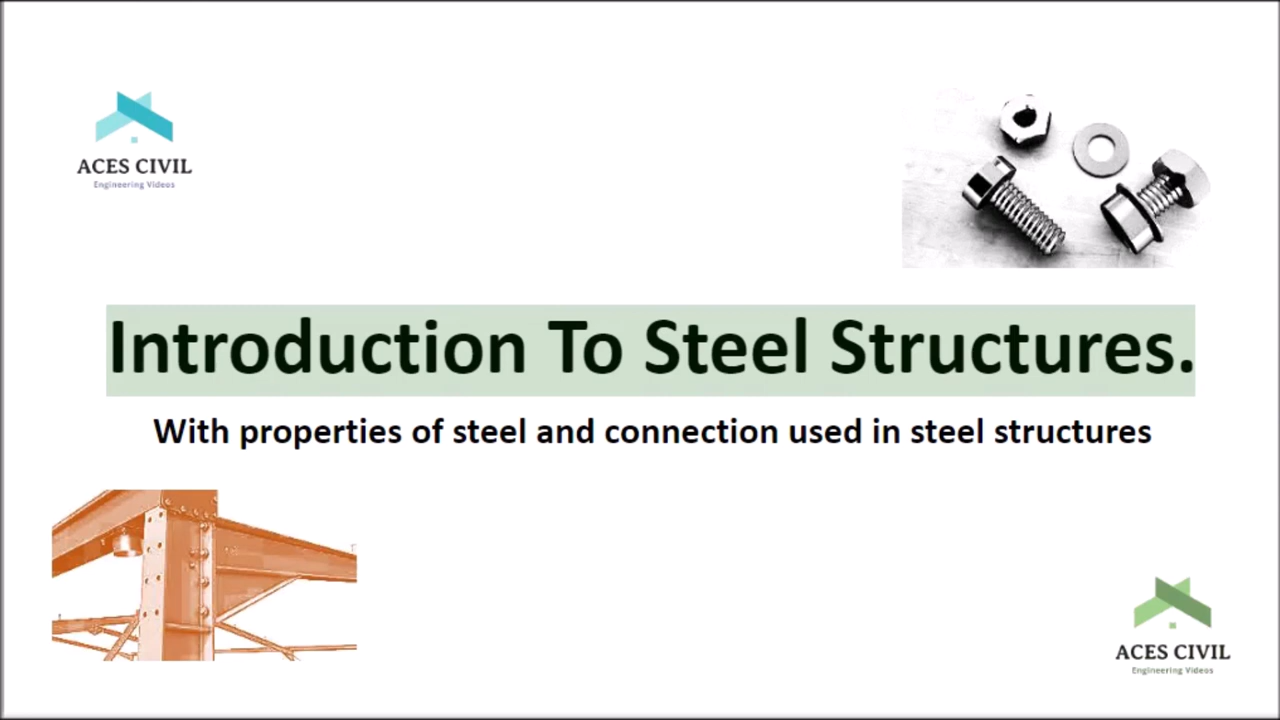 ACES CIVIL
Engineering Videos
Introduction To Steel Structures.
With properties of steel and connection used in steel structures
ACES CIVIL
Engineering Videos